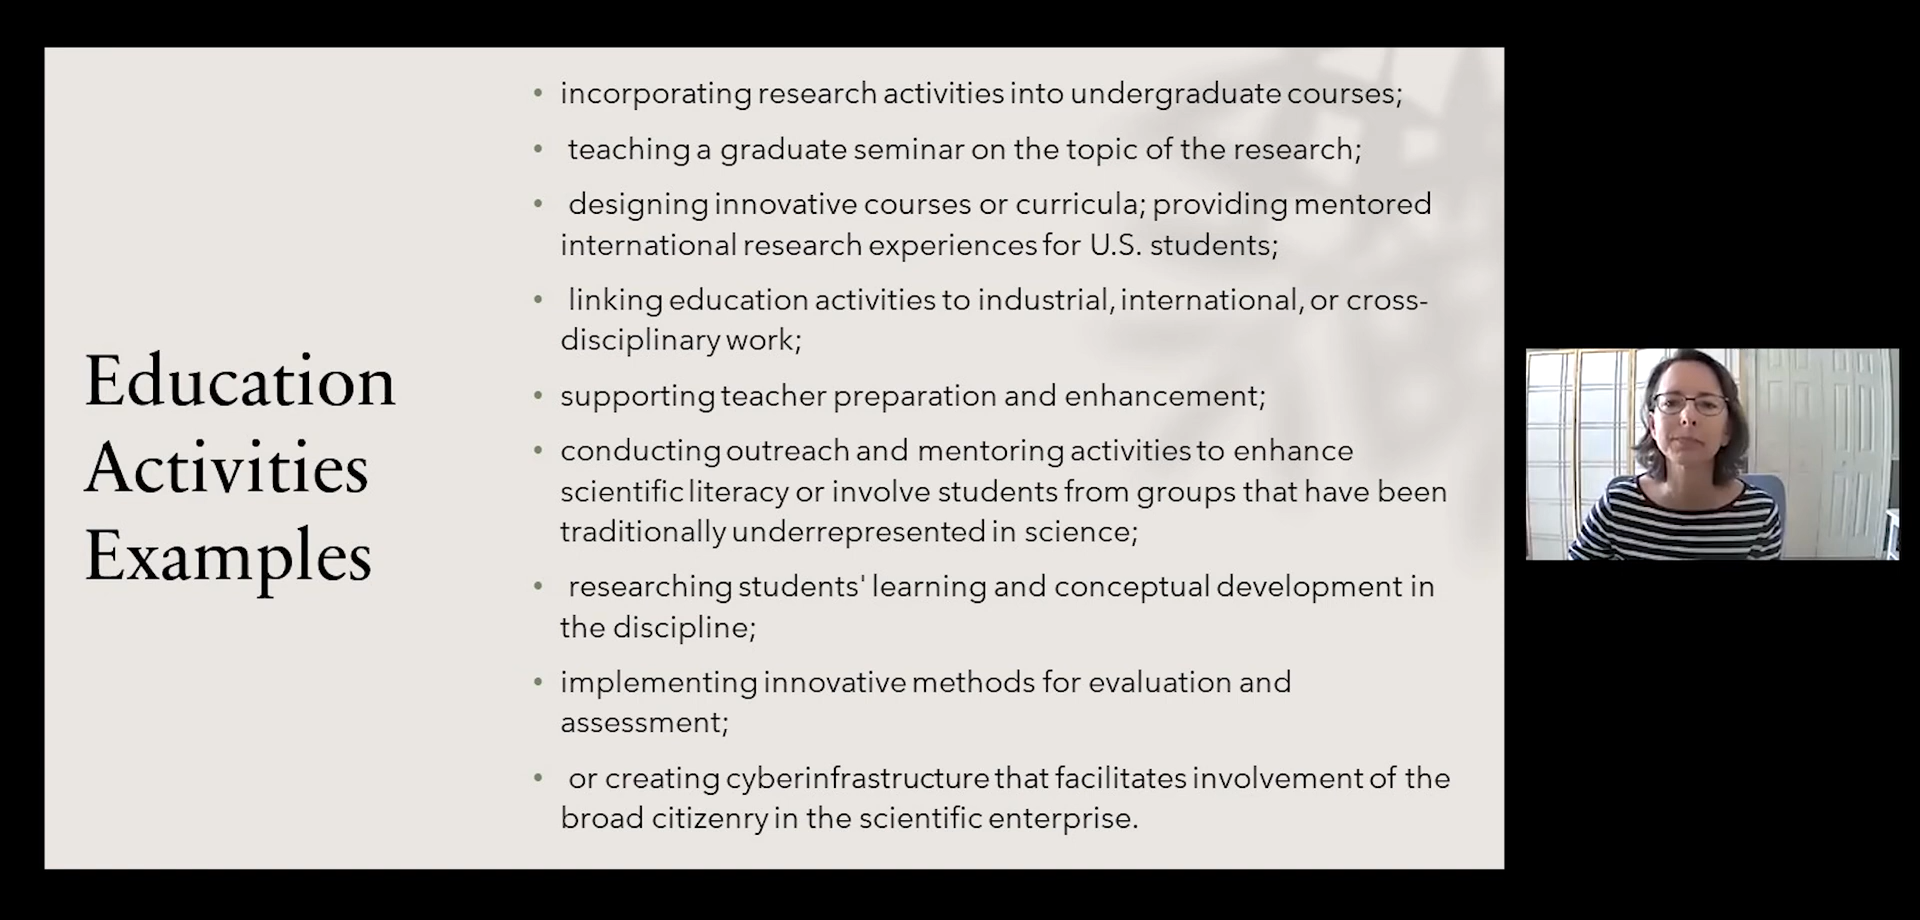 Education
Activities
Examples
• incorporating research activities into undergraduate courses;
• teaching a graduate seminar on the topic of the research;
• designing innovative courses or curricula; providing mentored
international research experiences for U.S. students;
• linking education activities to industrial, international, or cross-
disciplinary work;
• supporting teacher preparation and enhancement;
• conducting outreach and mentoring activities to enhance
scientific literacy or involve students from groups that have been
traditionally underrepresented in science;
• researching students' learning and conceptual development in
the discipline;
• implementing innovative methods for evaluation and
assessment;
• or creating cyberinfrastructure that facilitates involvement of the
broad citizenry in the scientific enterprise.